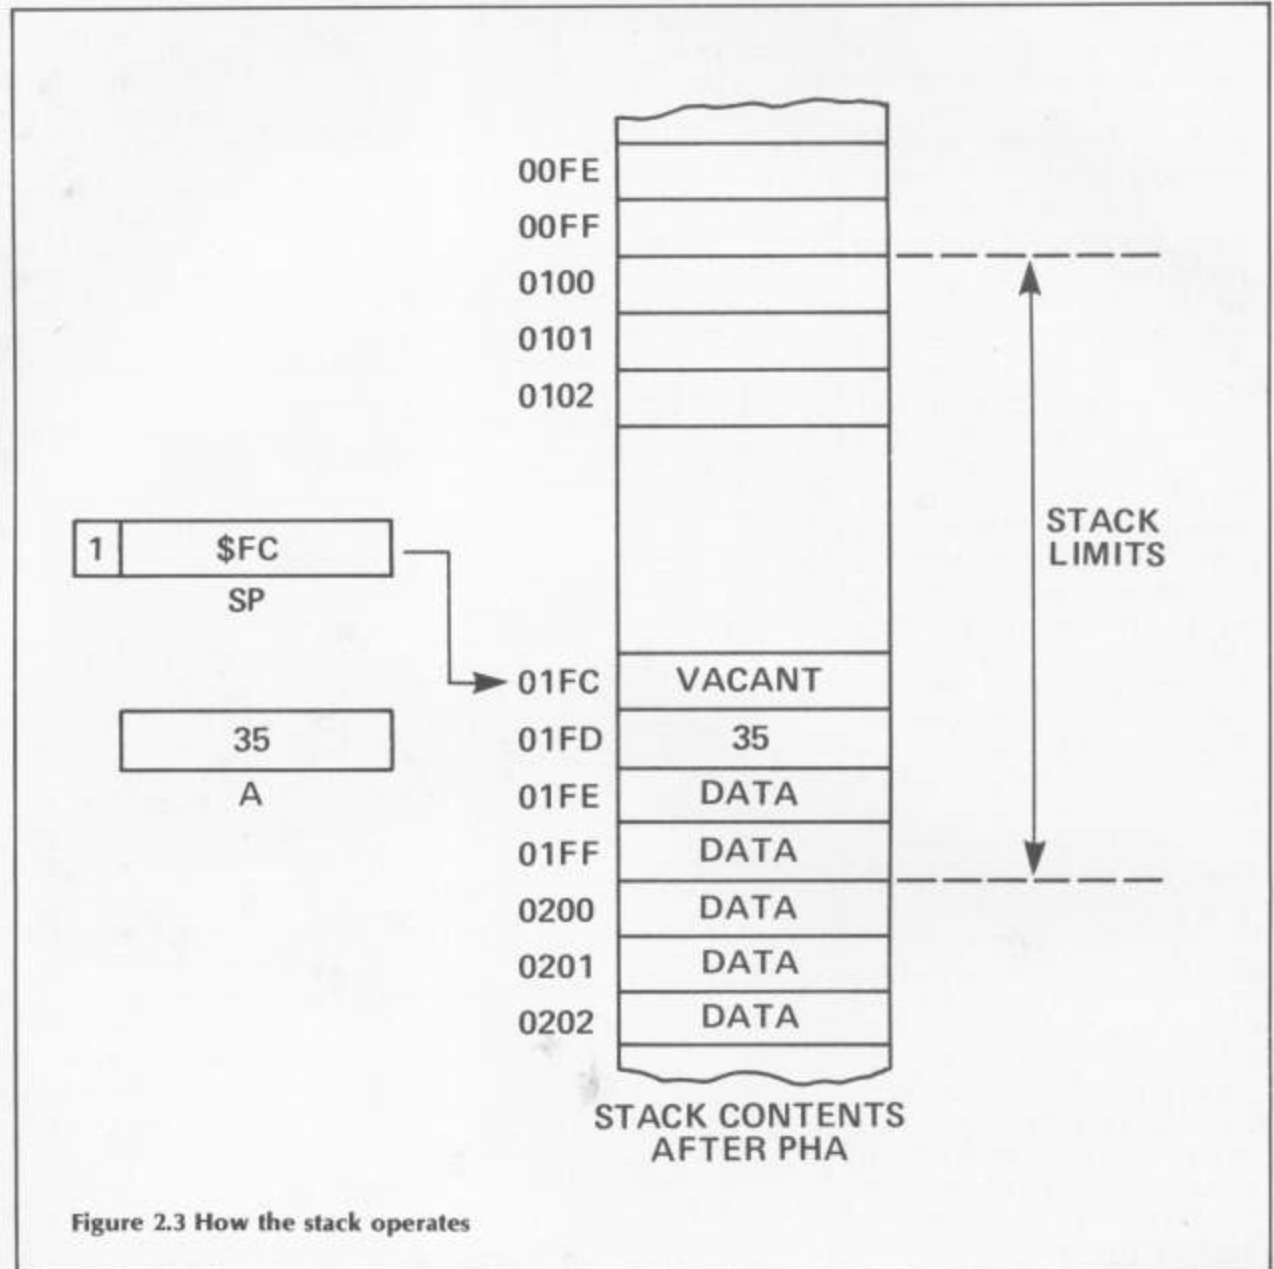 00FE
00FF
0100
0101
0102
STACK
LIMITS
1 $FC
SP
01FC VACANT
35 01FD 35
A
01FE DATA
01FF DATA
0200 DATA
0201 DATA
0202 DATA
STACK CONTENTS
AFTER PHA
Figure 2.3 How the stack operates